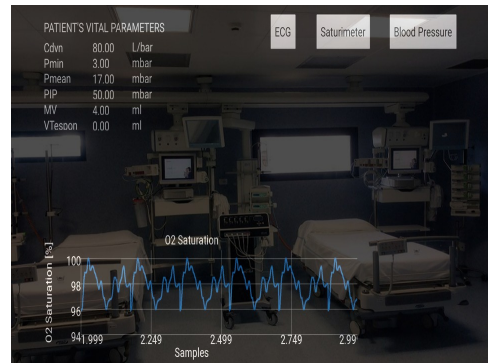 PATIENT'S VITAL PARAMETERS
Cdyn 80.00 L/bar
Pmin 3.00 mbar
Pmean 17.00 mbar
PIP 50.00 mbar
MV 4.00 ml
VTespon 0.00 ml
ECG Saturimeter Blood Pressure
O2 Saturation
O2 Saturation [%]
100
98
96
94
1.999 2.249 2.499 2.749 2.99
Samples